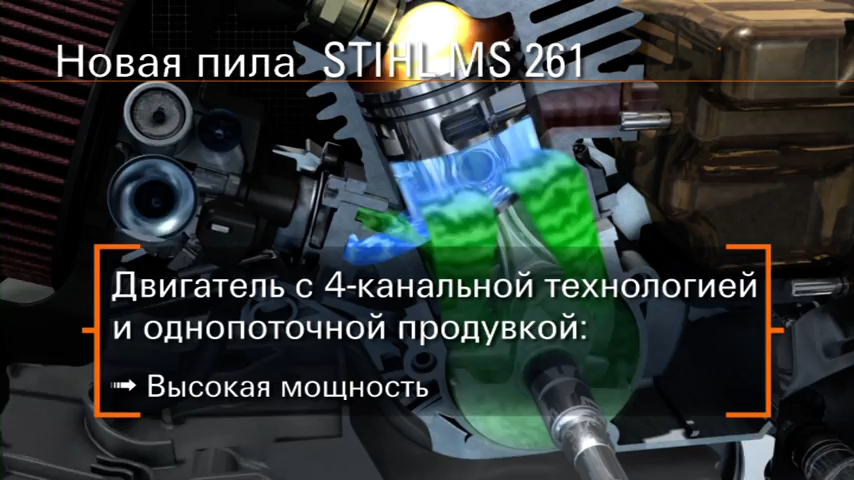 Новая пила STIHL MS 261
Двигатель с 4-канальной технологией
и однопоточной продувкой:
Высокая мощность